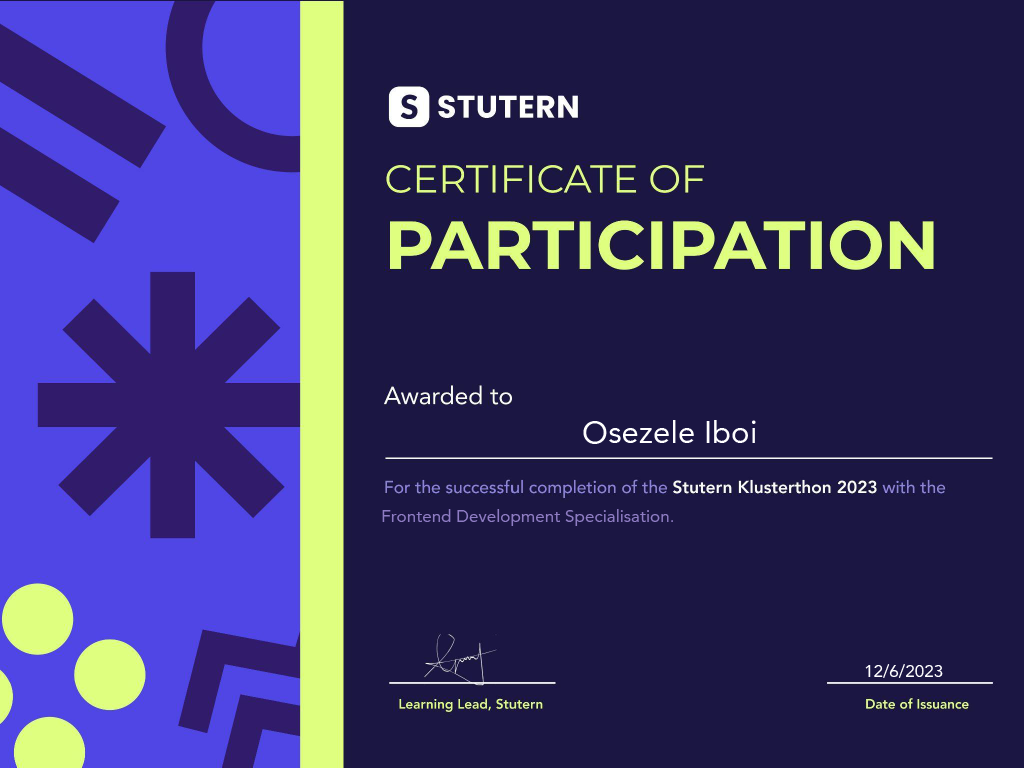 S STUTERN
CERTIFICATE OF
PARTICIPATION
Awarded to
Osezele Iboi
For the successful completion of the Stutern Klusterthon 2023 with the
Frontend Development Specialisation.
12/6/2023
Learning Lead, Stutern
Date of Issuance